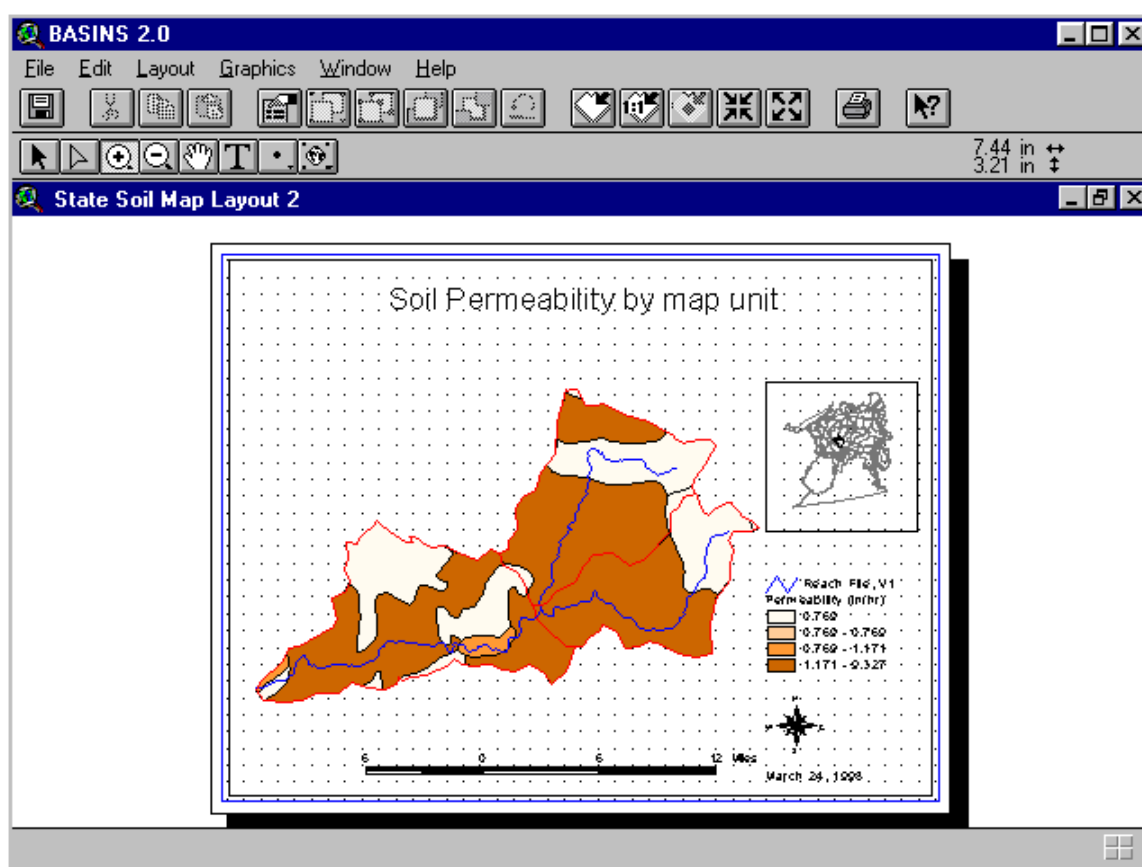 BASINS 2.0
File Edit Layout Graphics Window Help
1:1
T
7.44 in
3.21 in
State Soil Map Layout 2
Soil Permeability by map unit
Reach File, V1
Permeability (in/hr)
0.769
0.769 - 0.769
0.769 - 1.171
1.171 - 9.327
6 0 6 12 Miles
March 24, 1998